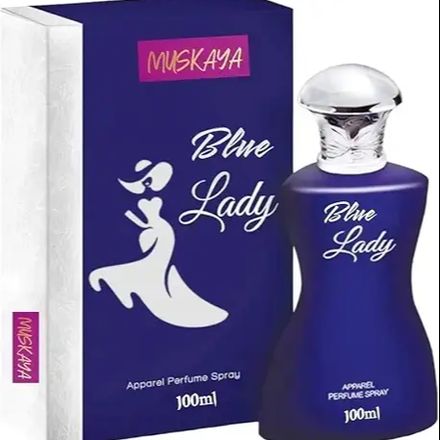 MUSKAYA
Blue
Lady
Apparel Perfume Spray
100ml
MUSKAYA
Blue
Lady
APPAREL
PERFUME SPRAY
100ml